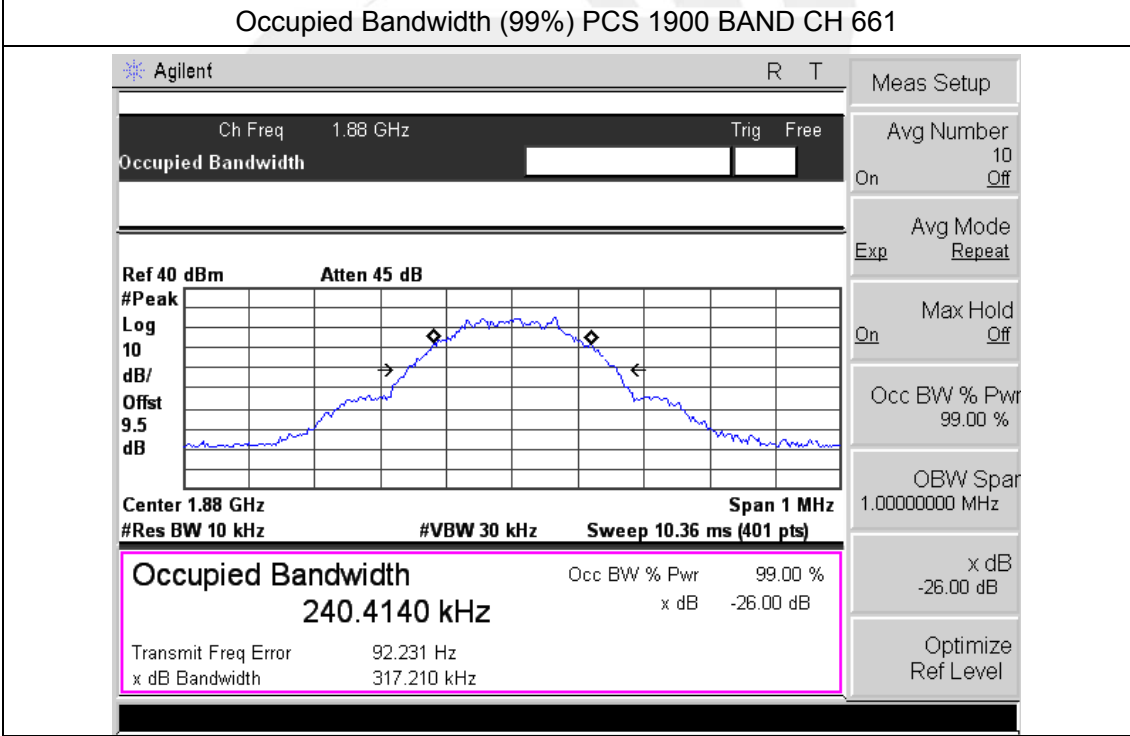 Occupied Bandwidth (99%) PCS 1900 BAND CH 661
Agilent R T
Ch Freq 1.88 GHz Trig Free
Occupied Bandwidth
Ref 40 dBm Atten 45 dB
#Peak
Log
10
dB/
Offst
9.5
dB
Center 1.88 GHz Span 1 MHz
#Res BW 10 kHz #VBW 30 kHz Sweep 10.36 ms (401 pts)
Occupied Bandwidth
240.4140 kHz
Occ BW % Pwr 99.00 %
x dB -26.00 dB
Transmit Freq Error 92.231 Hz
x dB Bandwidth 317.210 kHz
Meas Setup
Avg Number
10
On Off
Avg Mode
Exp Repeat
Max Hold
On Off
Occ BW % Pwr
99.00 %
OBW Spar
1.00000000 MHz
x dB
-26.00 dB
Optimize
Ref Level